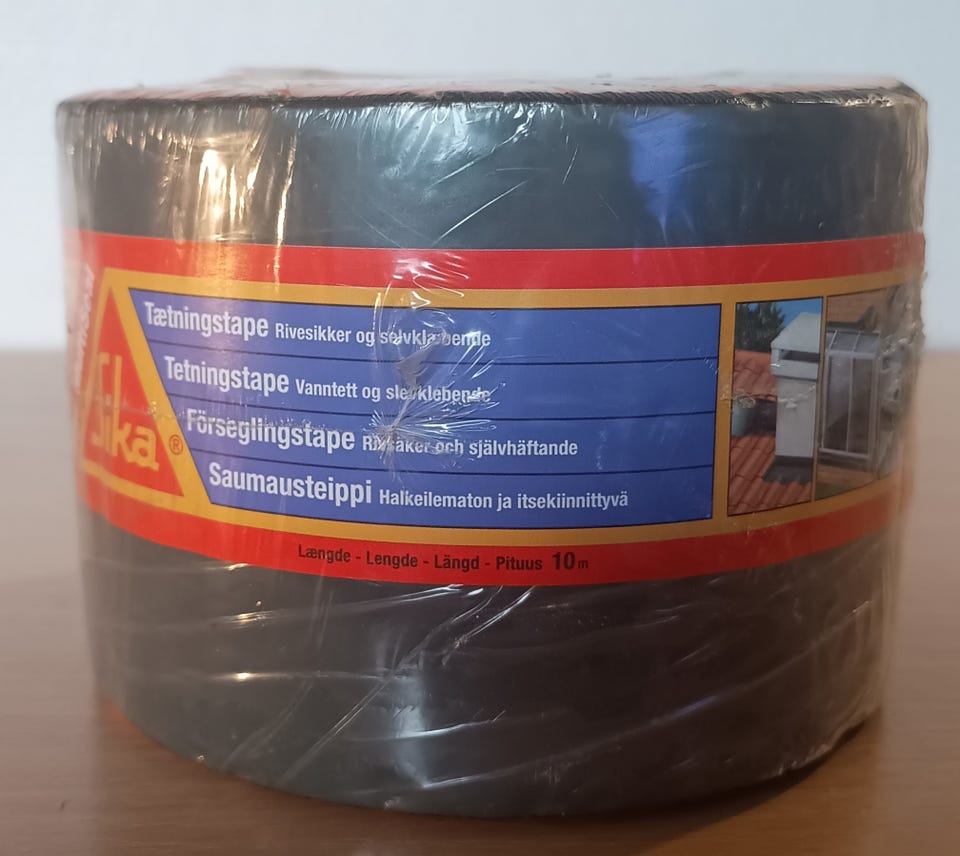 Sika®
Tætningstape Rivesikker og selvklæbende
Tetningstape Vanntett og slevklebende
Förseglingstape Rivsäker och självhäftande
Saumausteippi Halkeilematon ja itsekiinnittyvä
Længde - Lengde - Längd - Pituus 10 m